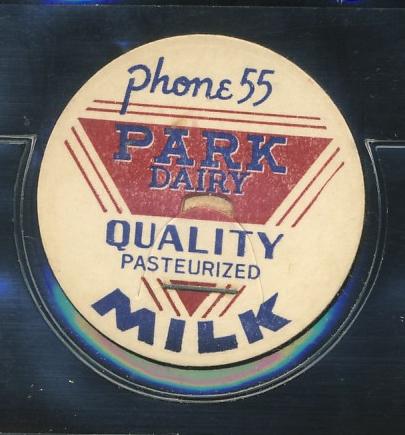 phone 55
PARK
DAIRY
QUALITY
PASTEURIZED
MILK